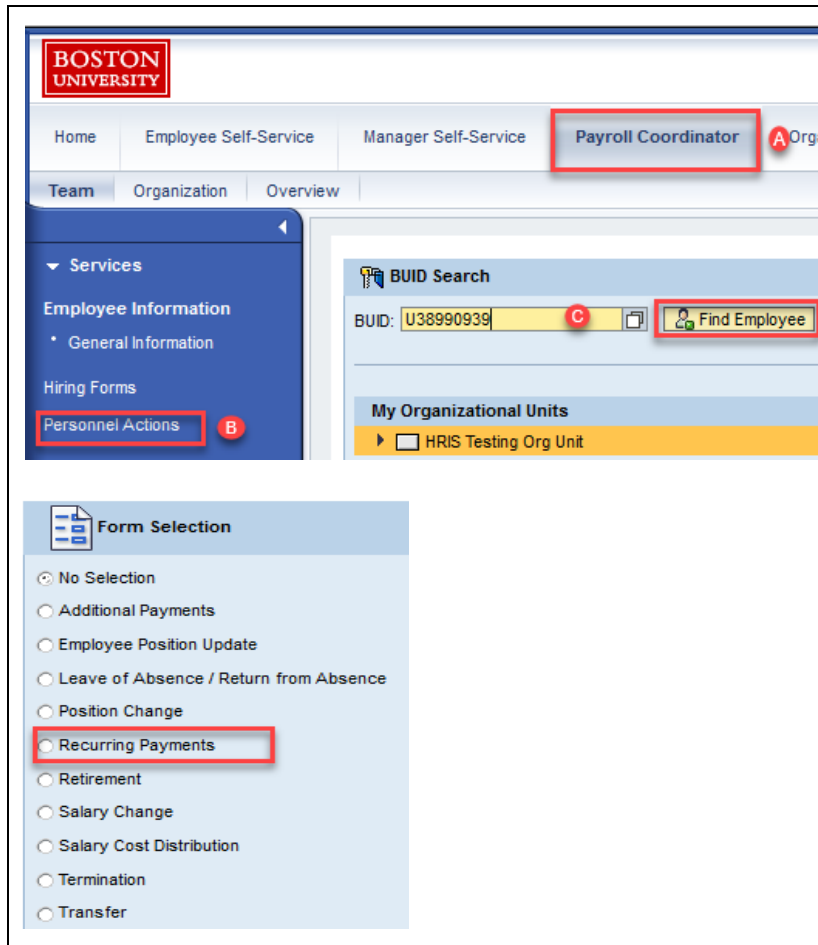 BOSTON
UNIVERSITY
Home Employee Self-Service Manager Self-Service Payroll Coordinator A Orga
Team Organization Overview
Services
Employee Information
• General Information
Hiring Forms
Personnel Actions B
BUID Search
BUID: U38990939 C Find Employee
My Organizational Units
HRIS Testing Org Unit
Form Selection
No Selection
Additional Payments
Employee Position Update
Leave of Absence / Return from Absence
Position Change
Recurring Payments
Retirement
Salary Change
Salary Cost Distribution
Termination
Transfer